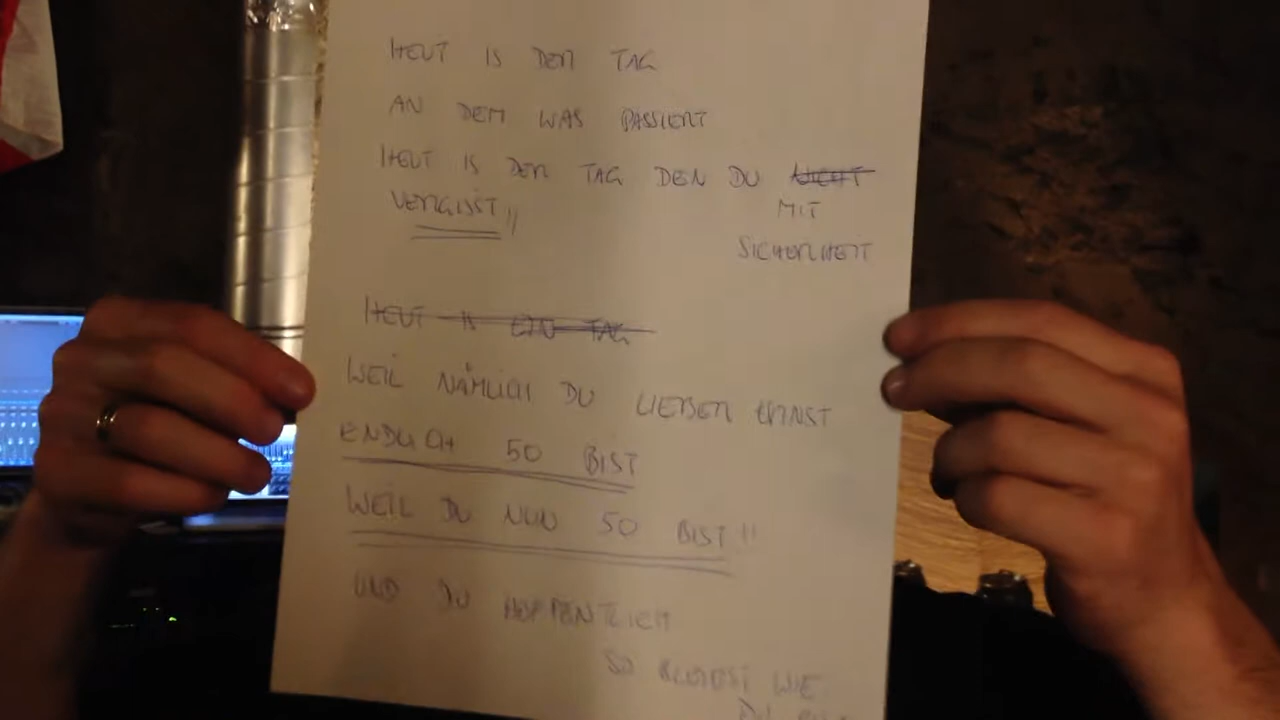 HEUT IS DER TAG
AN DEM WAS PASSIERT
HEUT IS DER TAG DEN DU NICHT
MIT
VERGISST!!
SICHERHEIT
HEUT IS EIN TAG
WEIL NÄMLICH DU LIEBER ERNST
ENDLICH 50 BIST
WEIL DU NUN 50 BIST!!
UND DU HOFFENTLICH
SO BLEIBST WIE
DU